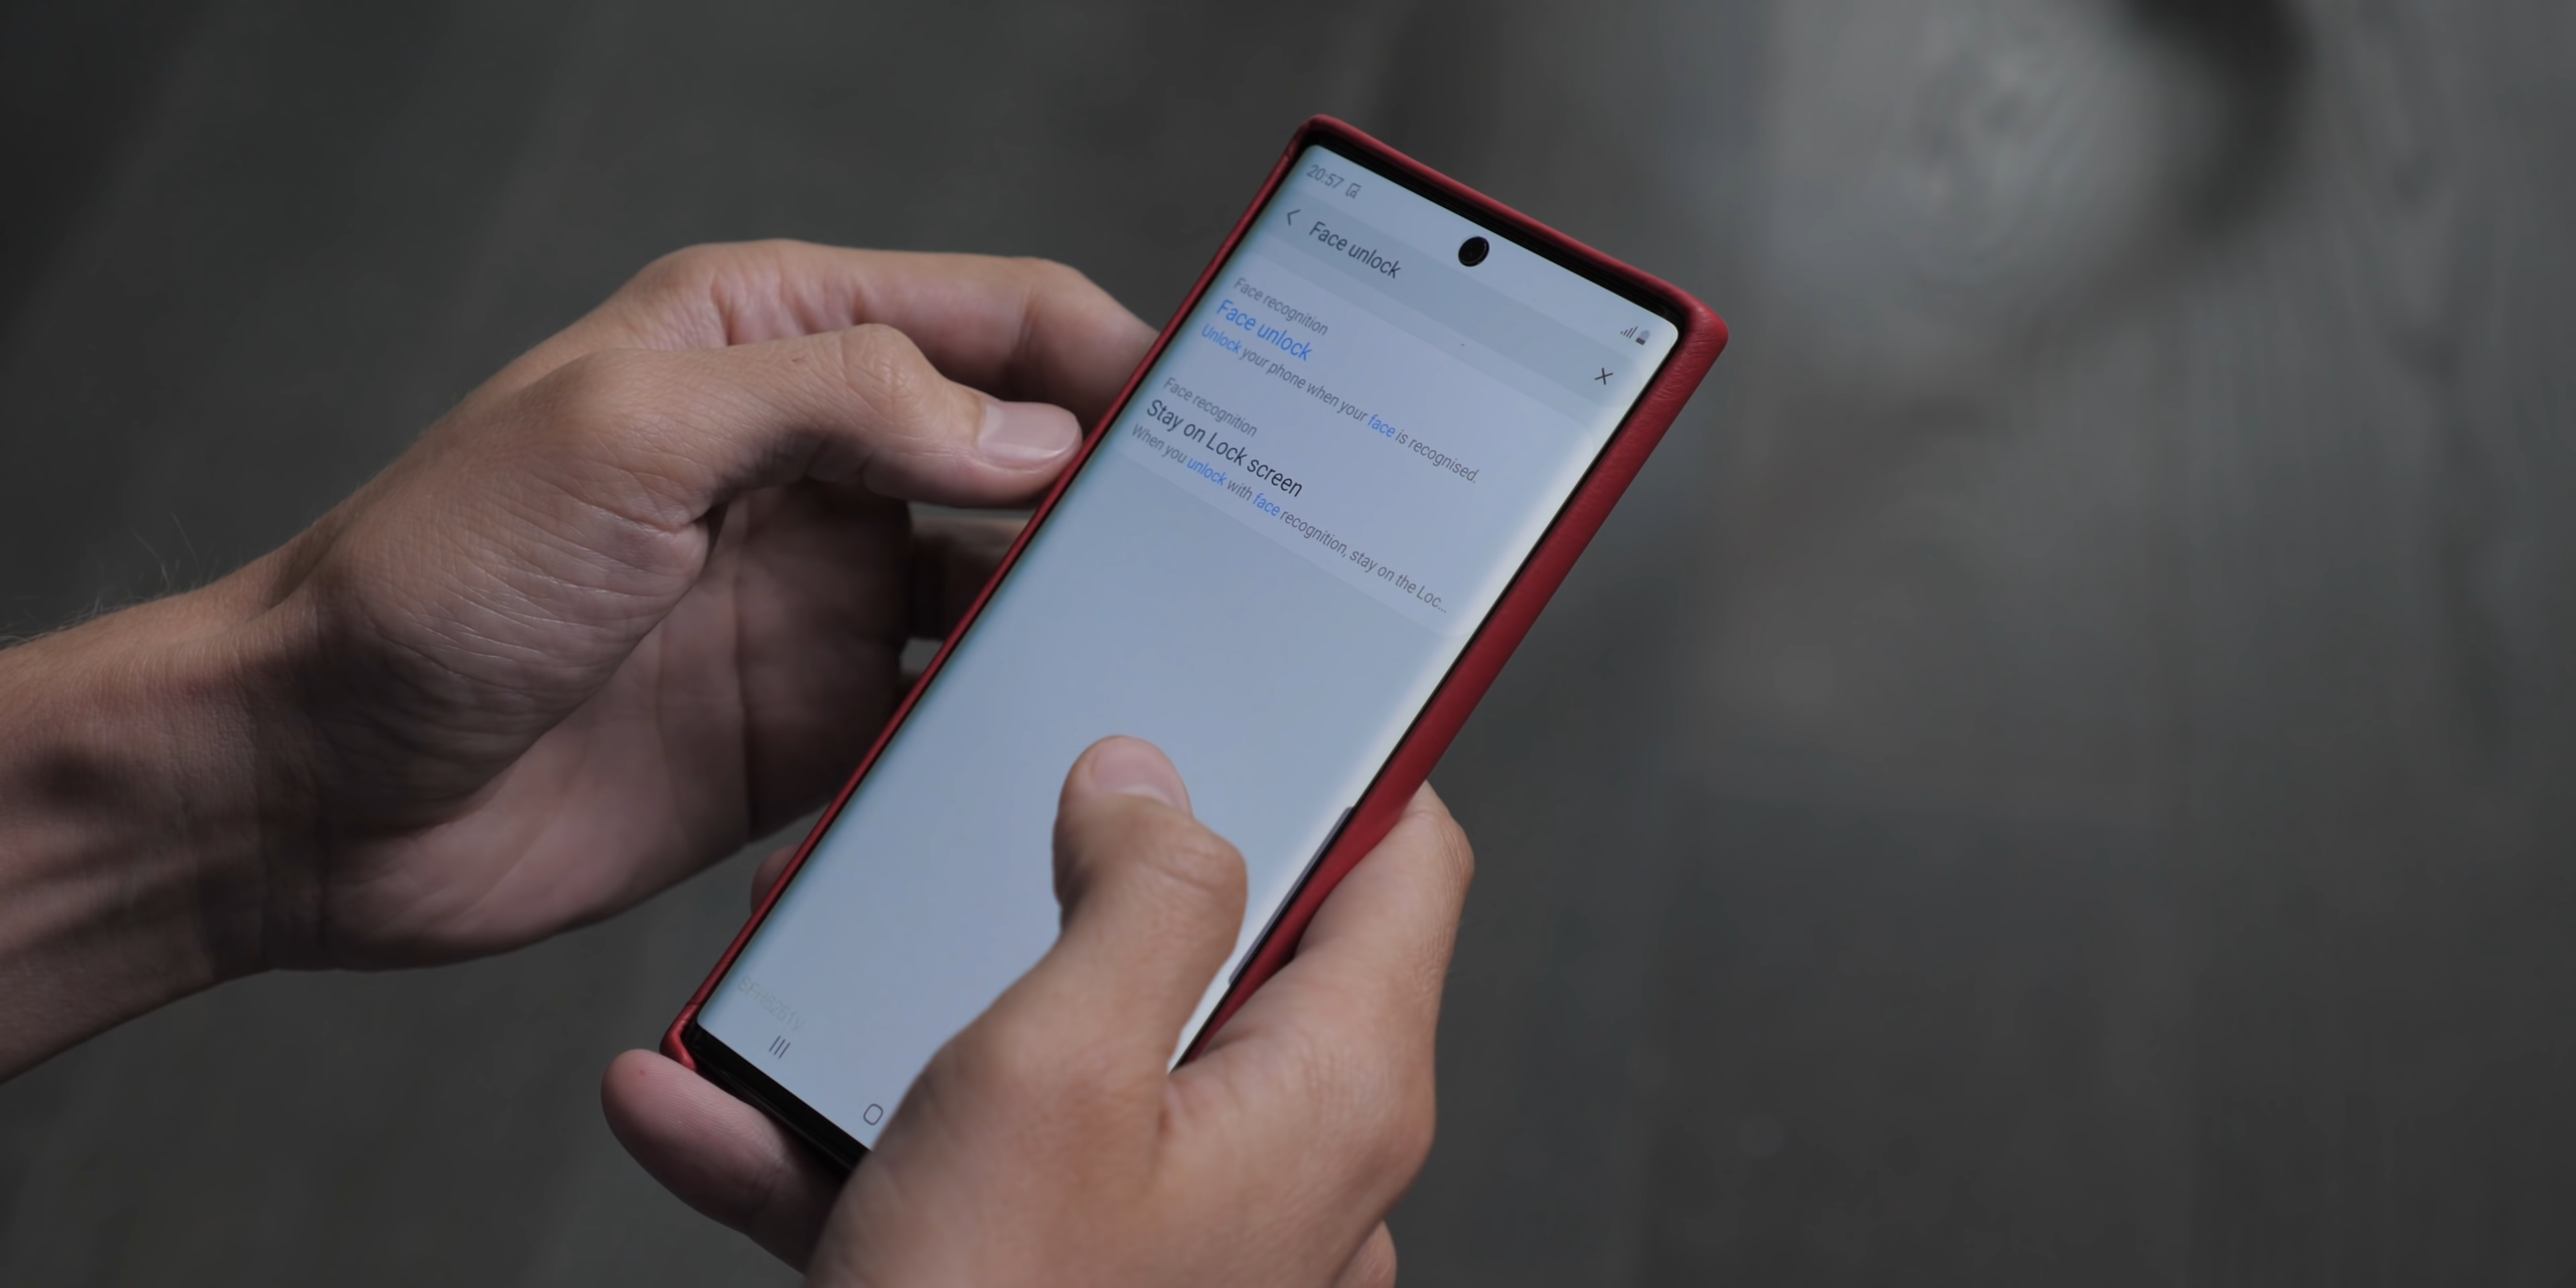 20:57
Face unlock
Face recognition
Face unlock
Unlock your phone when your face is recognised.
Face recognition
Stay on Lock screen
When you unlock with face recognition, stay on the Loc...